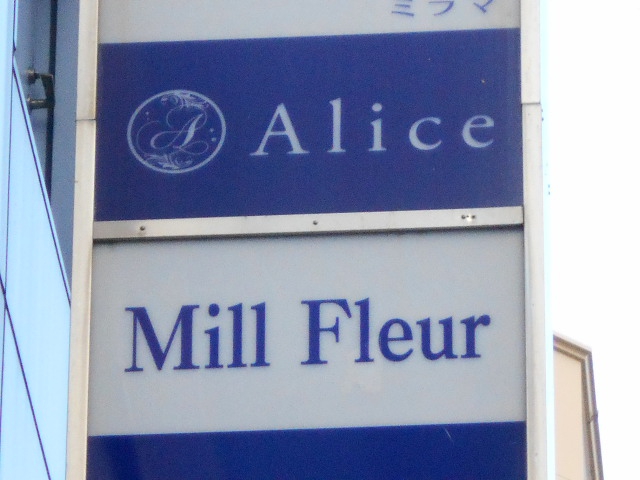 ミラマ
Alice
Mill Fleur